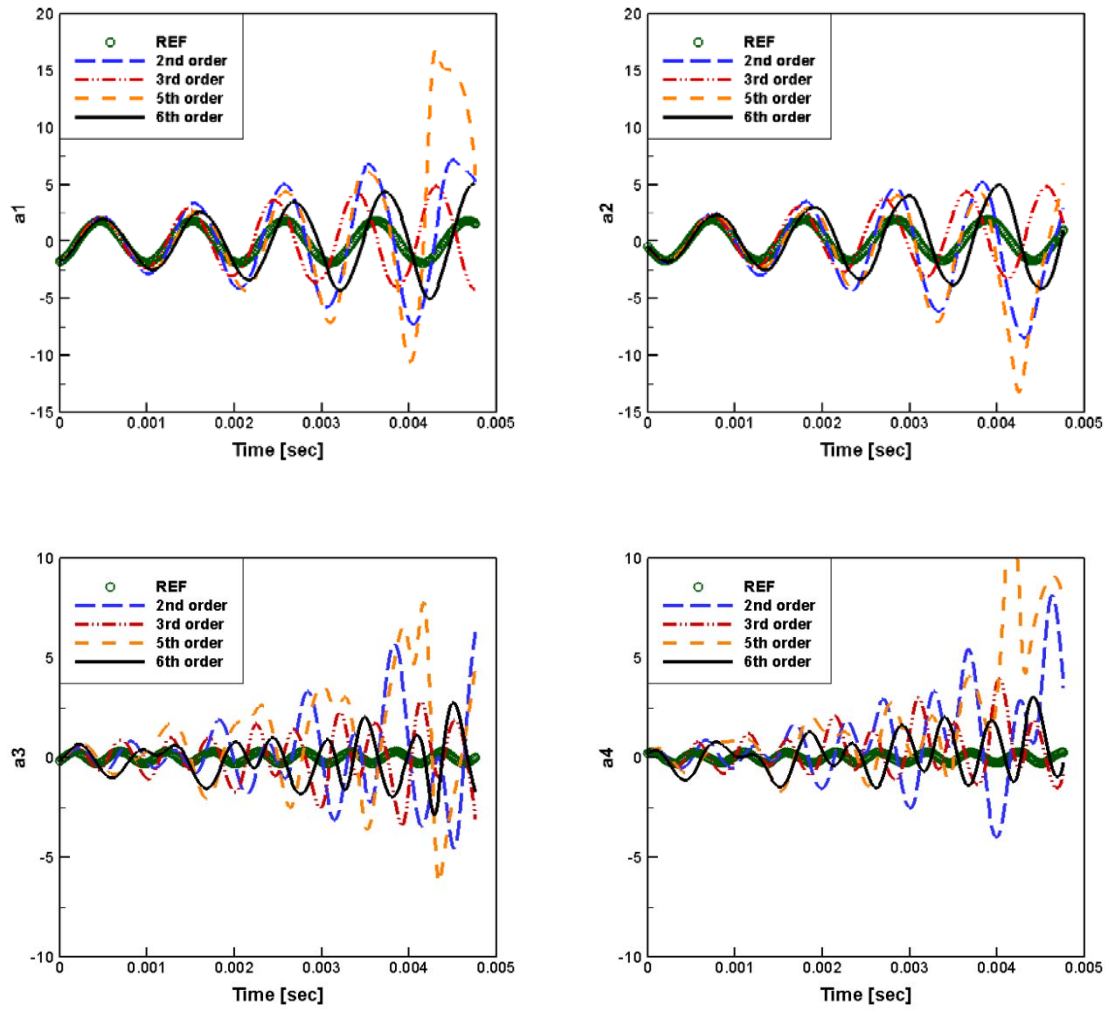 20
15
10
5
0
-5
-10
-15
a1
REF
2nd order
3rd order
5th order
6th order
0 0.001 0.002 0.003 0.004 0.005
Time [sec]
20
15
10
5
0
-5
-10
-15
a2
REF
2nd order
3rd order
5th order
6th order
0 0.001 0.002 0.003 0.004 0.005
Time [sec]
10
5
0
-5
-10
a3
REF
2nd order
3rd order
5th order
6th order
0 0.001 0.002 0.003 0.004 0.005
Time [sec]
10
5
0
-5
-10
a4
REF
2nd order
3rd order
5th order
6th order
0 0.001 0.002 0.003 0.004 0.005
Time [sec]